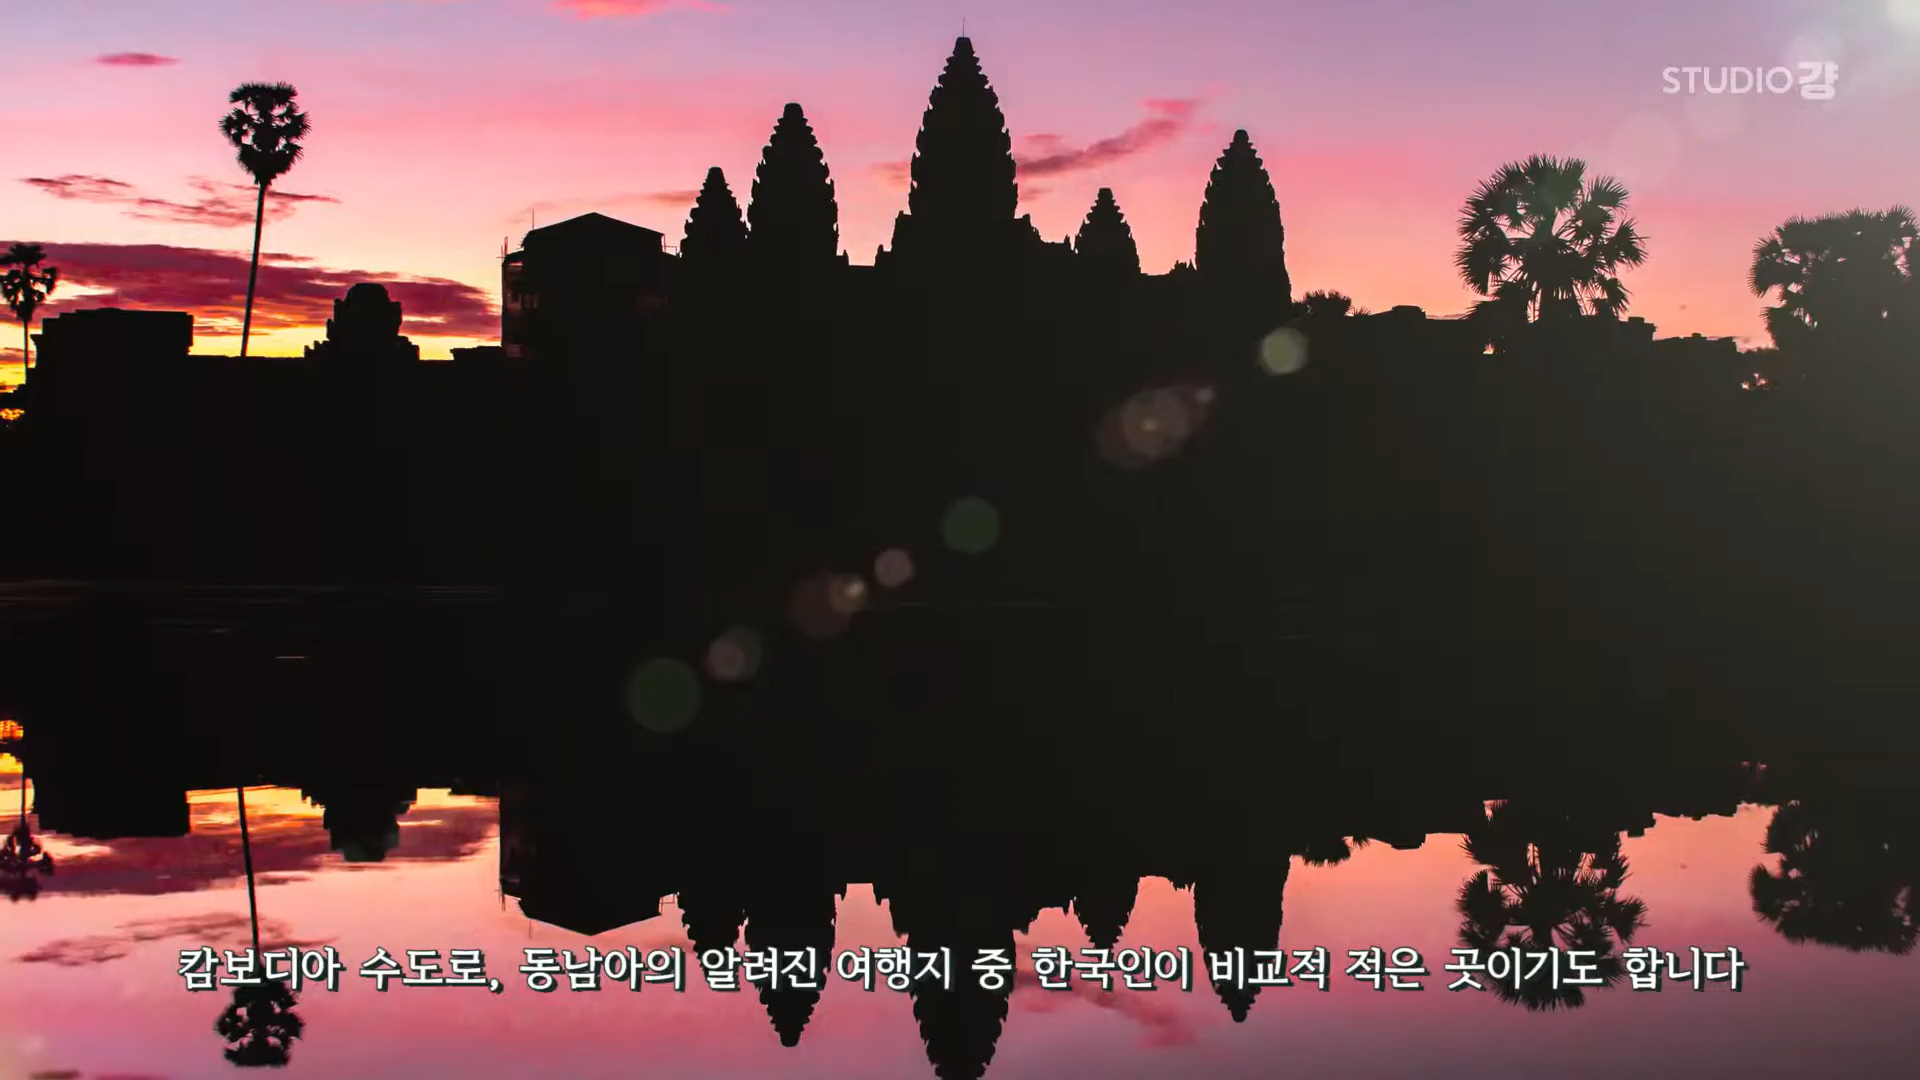 STUDIO걍
캄보디아 수도로, 동남아의 알려진 여행지 중 한국인이 비교적 적은 곳이기도 합니다